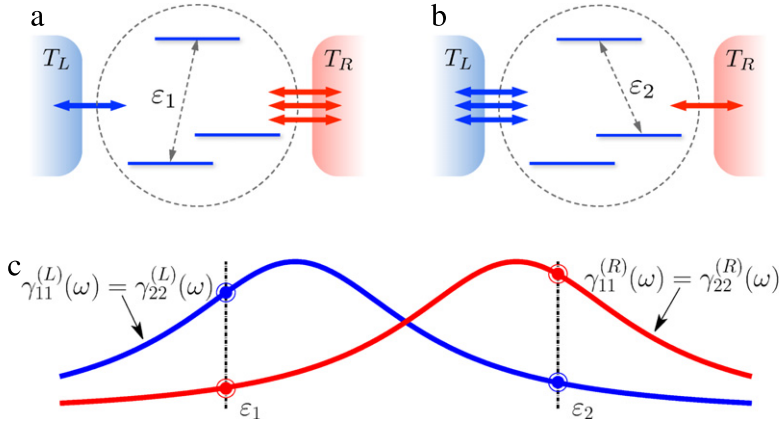 a
T_L
ε_1
T_R
b
T_L
ε_2
T_R
c
γ_{11}^{(L)}(ω) = γ_{22}^{(L)}(ω)
γ_{11}^{(R)}(ω) = γ_{22}^{(R)}(ω)
ε_1
ε_2